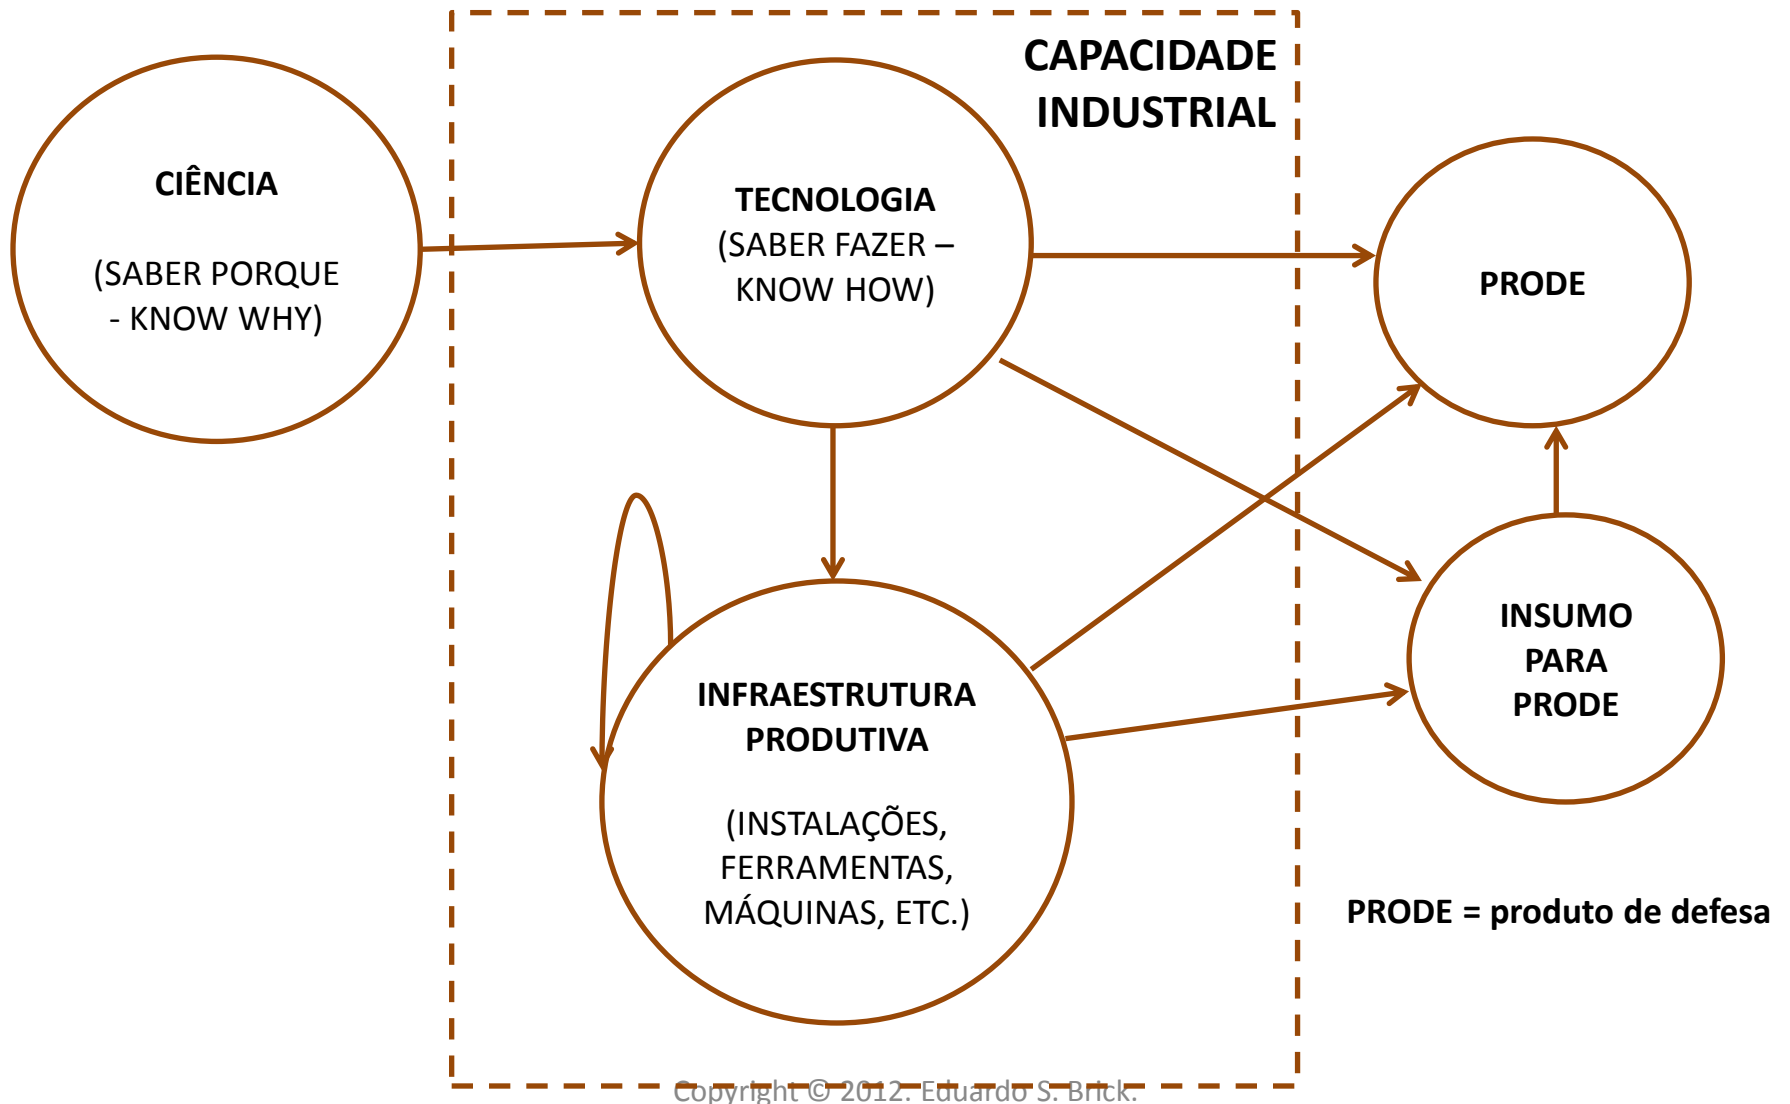 CAPACIDADE
INDUSTRIAL
CIÊNCIA
(SABER PORQUE
- KNOW WHY)
TECNOLOGIA
(SABER FAZER –
KNOW HOW)
PRODE
INSUMO
PARA
PRODE
INFRAESTRUTURA
PRODUTIVA
(INSTALAÇÕES,
FERRAMENTAS,
MÁQUINAS, ETC.)
PRODE = produto de defesa
Copyright © 2012. Eduardo S. Brick.